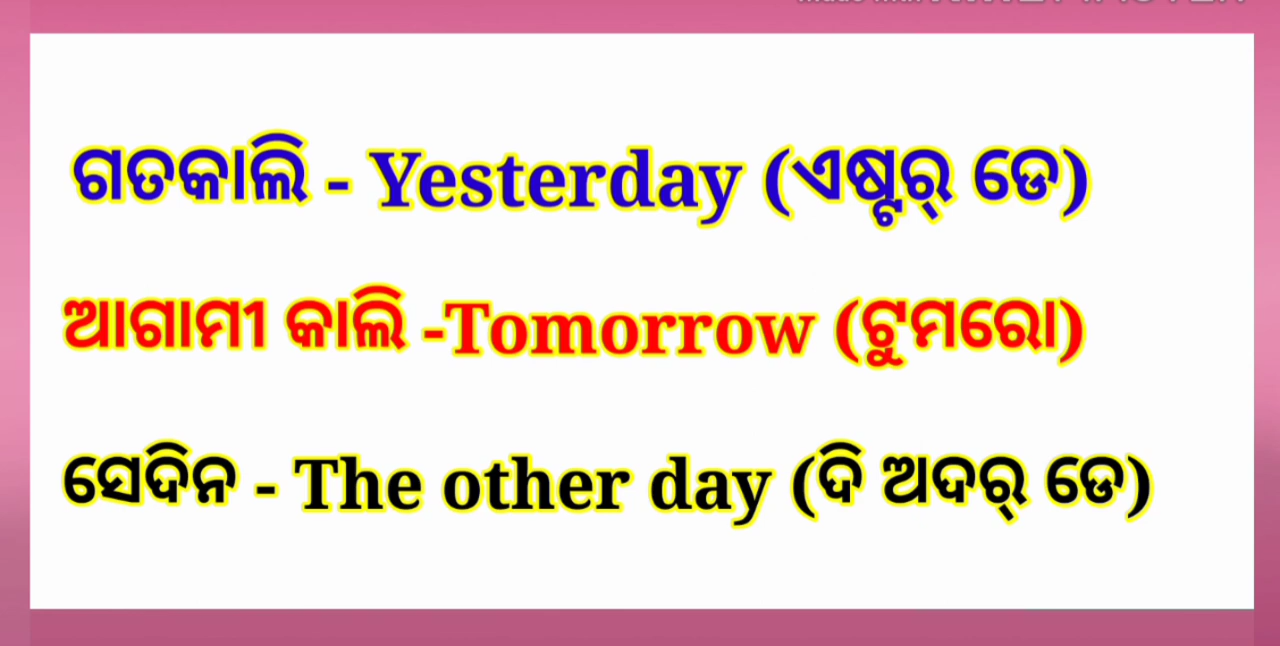 ଗତକାଲି - Yesterday (ଏଷ୍ଟର୍ ଡେ)
ଆଗାମୀ କାଲି -Tomorrow (ଟୁମରୋ)
ସେଦିନ - The other day (ଦି ଅଦର୍ ଡେ)